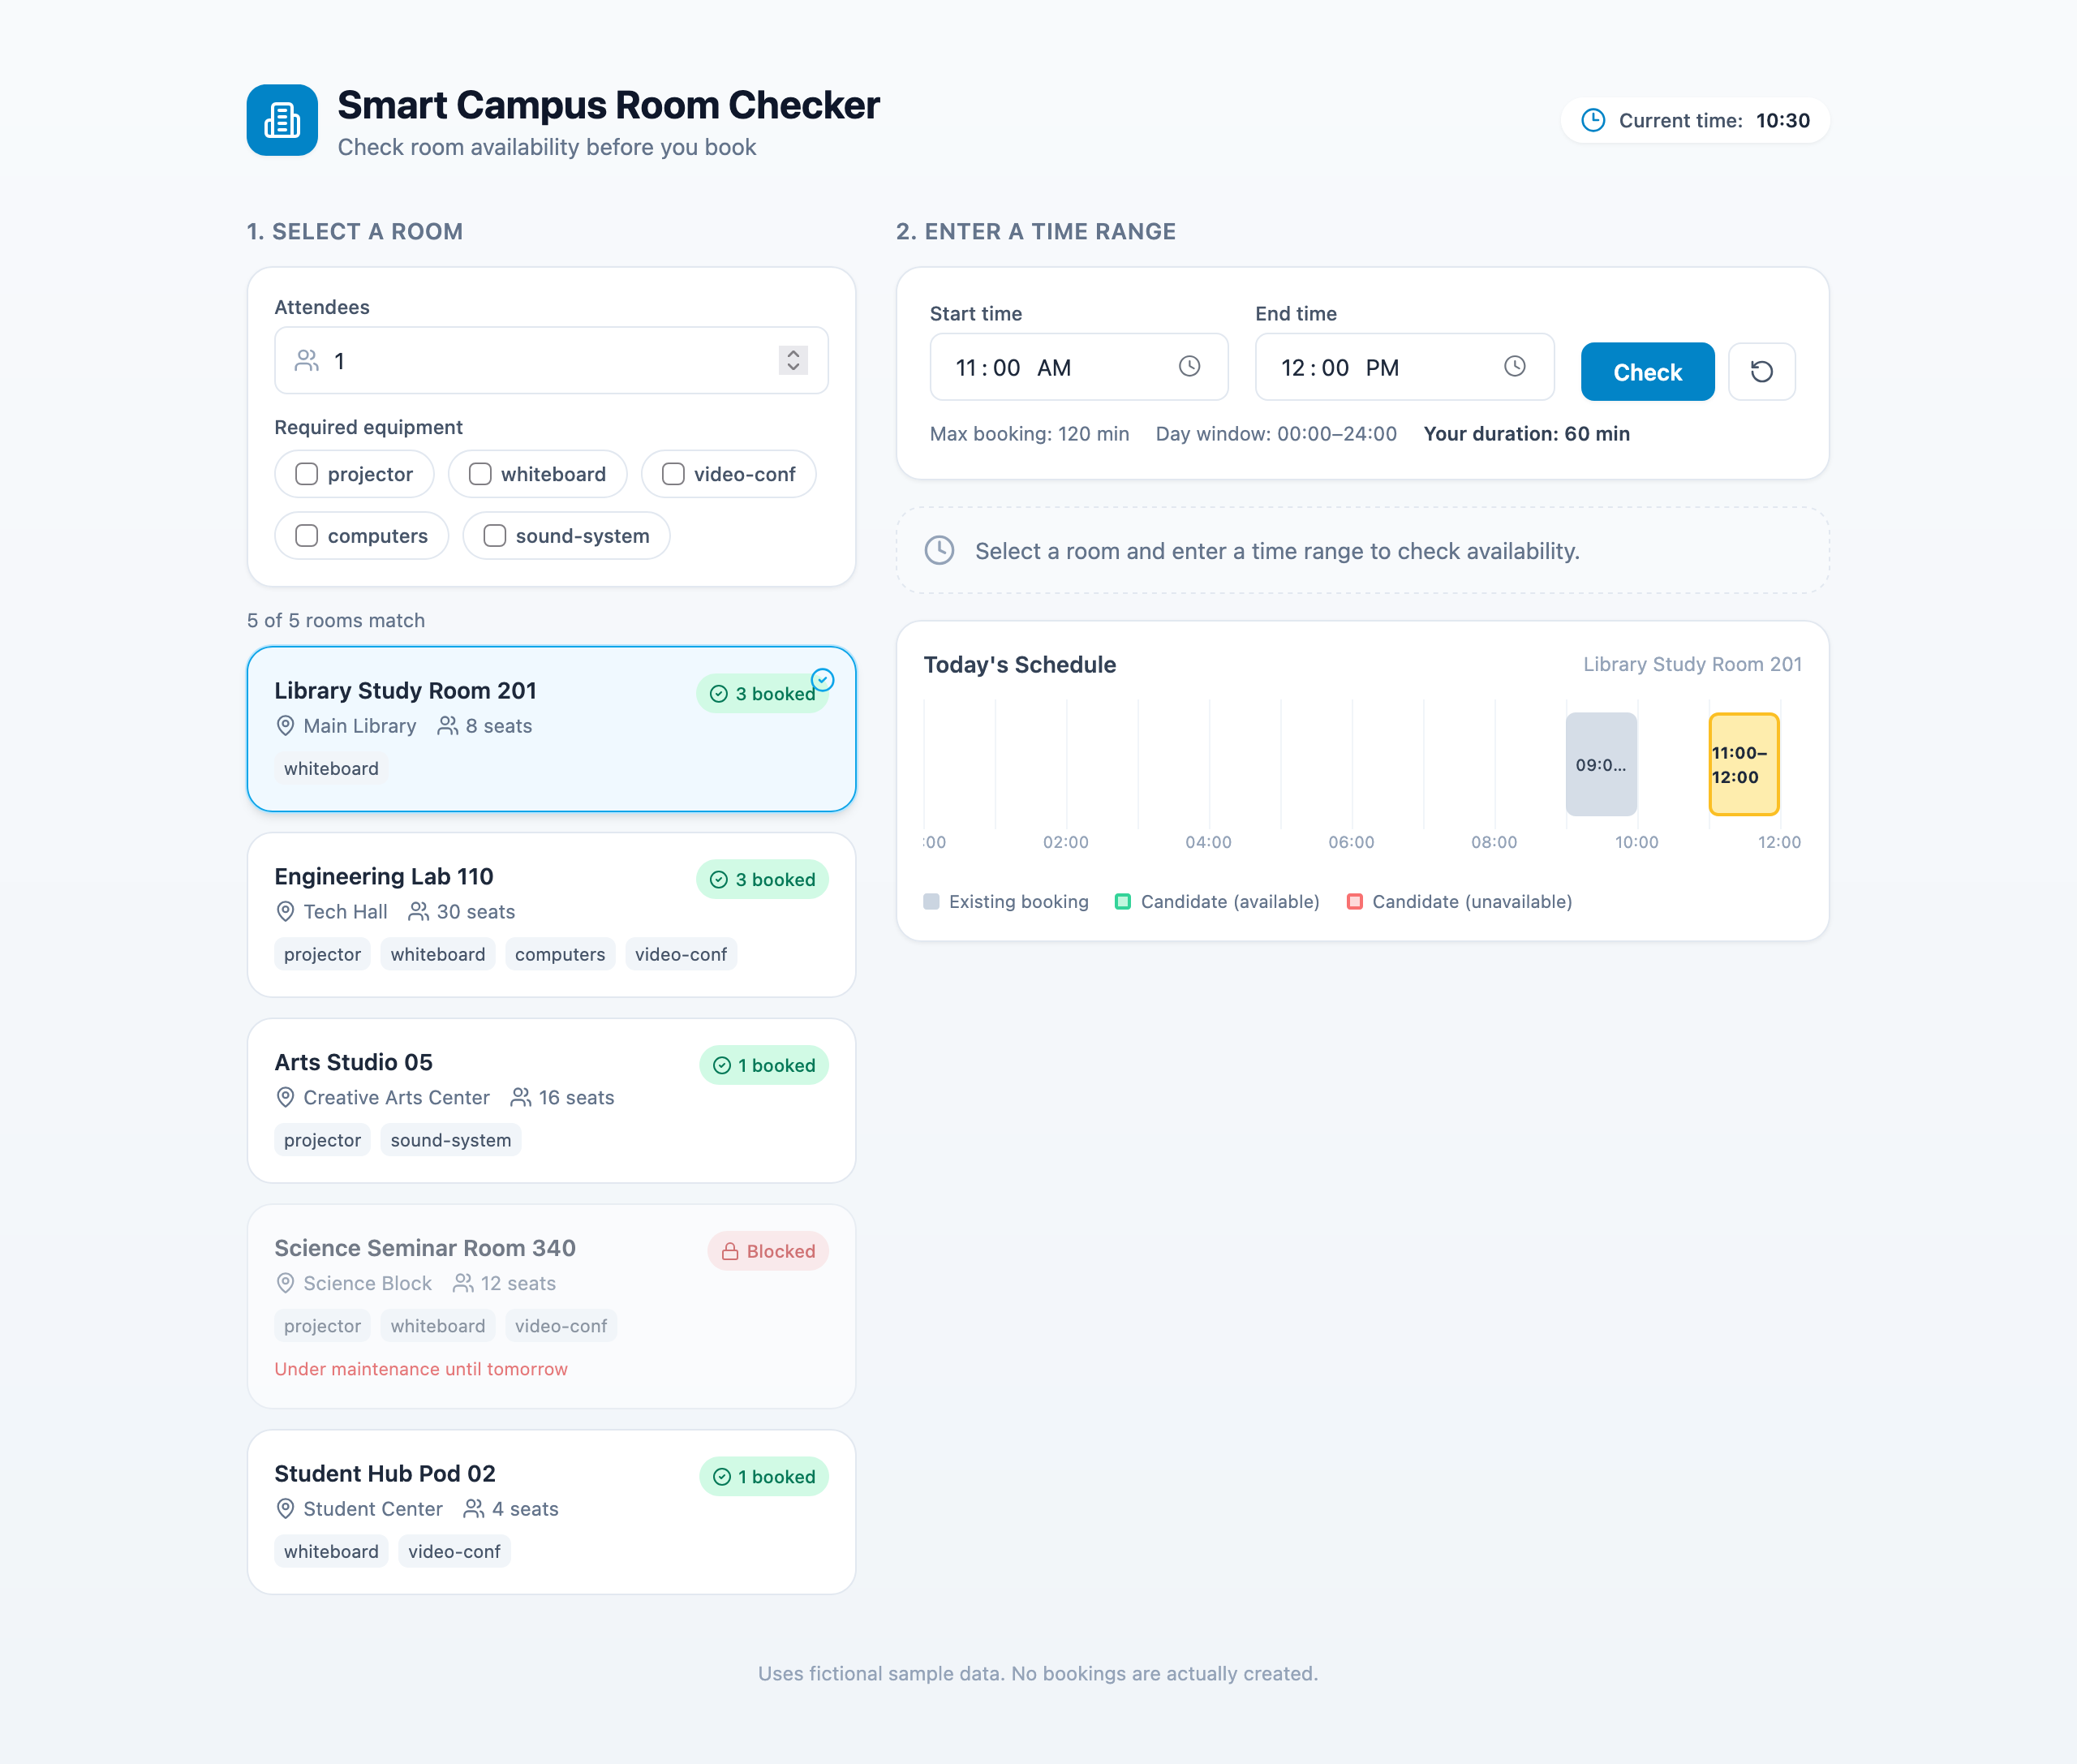 Smart Campus Room Checker
Check room availability before you book
Current time: 10:30
1. SELECT A ROOM
Attendees
1
Required equipment
projector whiteboard video-conf
computers sound-system
5 of 5 rooms match
Library Study Room 201
3 booked
Main Library 8 seats
whiteboard
Engineering Lab 110
3 booked
Tech Hall 30 seats
projector whiteboard computers video-conf
Arts Studio 05
1 booked
Creative Arts Center 16 seats
projector sound-system
Science Seminar Room 340
Blocked
Science Block 12 seats
projector whiteboard video-conf
Under maintenance until tomorrow
Student Hub Pod 02
1 booked
Student Center 4 seats
whiteboard video-conf
2. ENTER A TIME RANGE
Start time End time
11:00 AM 12:00 PM Check
Max booking: 120 min Day window: 00:00–24:00 Your duration: 60 min
Select a room and enter a time range to check availability.
Today's Schedule Library Study Room 201
09:0...
11:00–
12:00
:00 02:00 04:00 06:00 08:00 10:00 12:00
Existing booking Candidate (available) Candidate (unavailable)
Uses fictional sample data. No bookings are actually created.